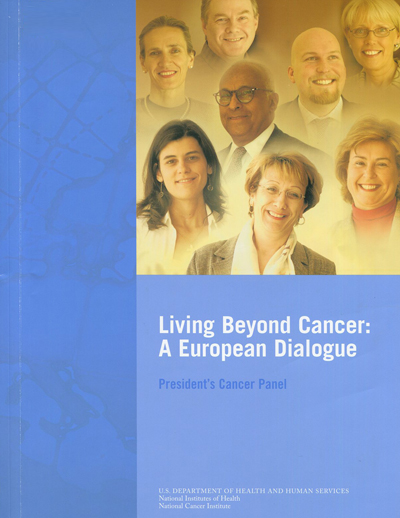 Living Beyond Cancer:
A European Dialogue
President's Cancer Panel
U.S. DEPARTMENT OF HEALTH AND HUMAN SERVICES
National Institutes of Health
National Cancer Institute